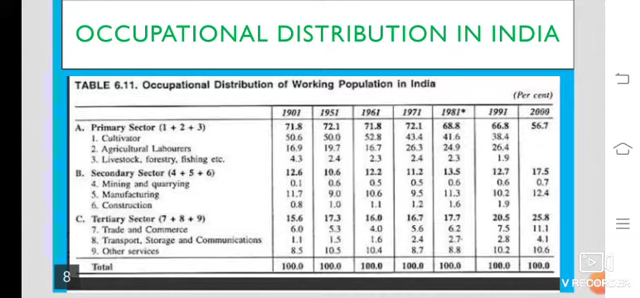 OCCUPATIONAL DISTRIBUTION IN INDIA
TABLE 6.11. Occupational Distribution of Working Population in India
(Per cent)
1901 1951 1961 1971 1981* 1991 2000
A. Primary Sector (1 + 2 + 3) 71.8 72.1 71.8 72.1 68.8 66.8 56.7
1. Cultivator 50.6 50.0 52.8 43.4 41.6 38.4
2. Agricultural Labourers 16.9 19.7 16.7 26.3 24.9 26.4
3. Livestock, forestry, fishing etc. 4.3 2.4 2.3 2.4 2.3 1.9
B. Secondary Sector (4 + 5 + 6) 12.6 10.6 12.2 11.2 13.5 12.7 17.5
4. Mining and quarrying 0.1 0.6 0.5 0.5 0.6 0.6 0.7
5. Manufacturing 11.7 9.0 10.6 9.5 11.3 10.2 12.4
6. Construction 0.8 1.0 1.1 1.2 1.6 1.9
C. Tertiary Sector (7 + 8 + 9) 15.6 17.3 16.0 16.7 17.7 20.5 25.8
7. Trade and Commerce 6.0 5.3 4.0 5.6 6.2 7.5 11.1
8. Transport, Storage and Communications 1.1 1.5 1.6 2.4 2.7 2.8 4.1
9. Other services 8.5 10.5 10.4 8.7 8.8 10.2 10.6
Total 100.0 100.0 100.0 100.0 100.0 100.0 100.0
8
V RECORDER